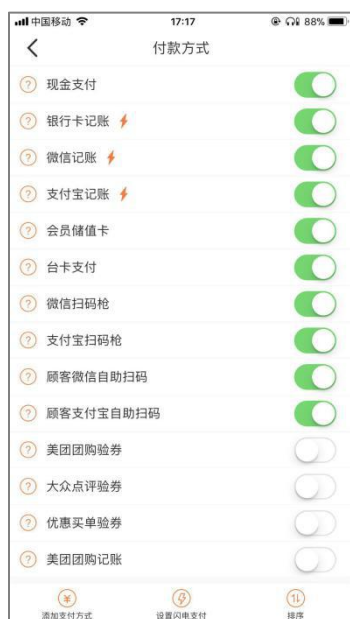 中国移动 17:17 88%
付款方式
? 现金支付
? 银行卡记账
? 微信记账
? 支付宝记账
? 会员储值卡
? 台卡支付
? 微信扫码枪
? 支付宝扫码枪
? 顾客微信自助扫码
? 顾客支付宝自助扫码
? 美团团购验券
? 大众点评验券
? 优惠买单验券
? 美团团购记账
¥
添加支付方式 设置闪电支付 排序